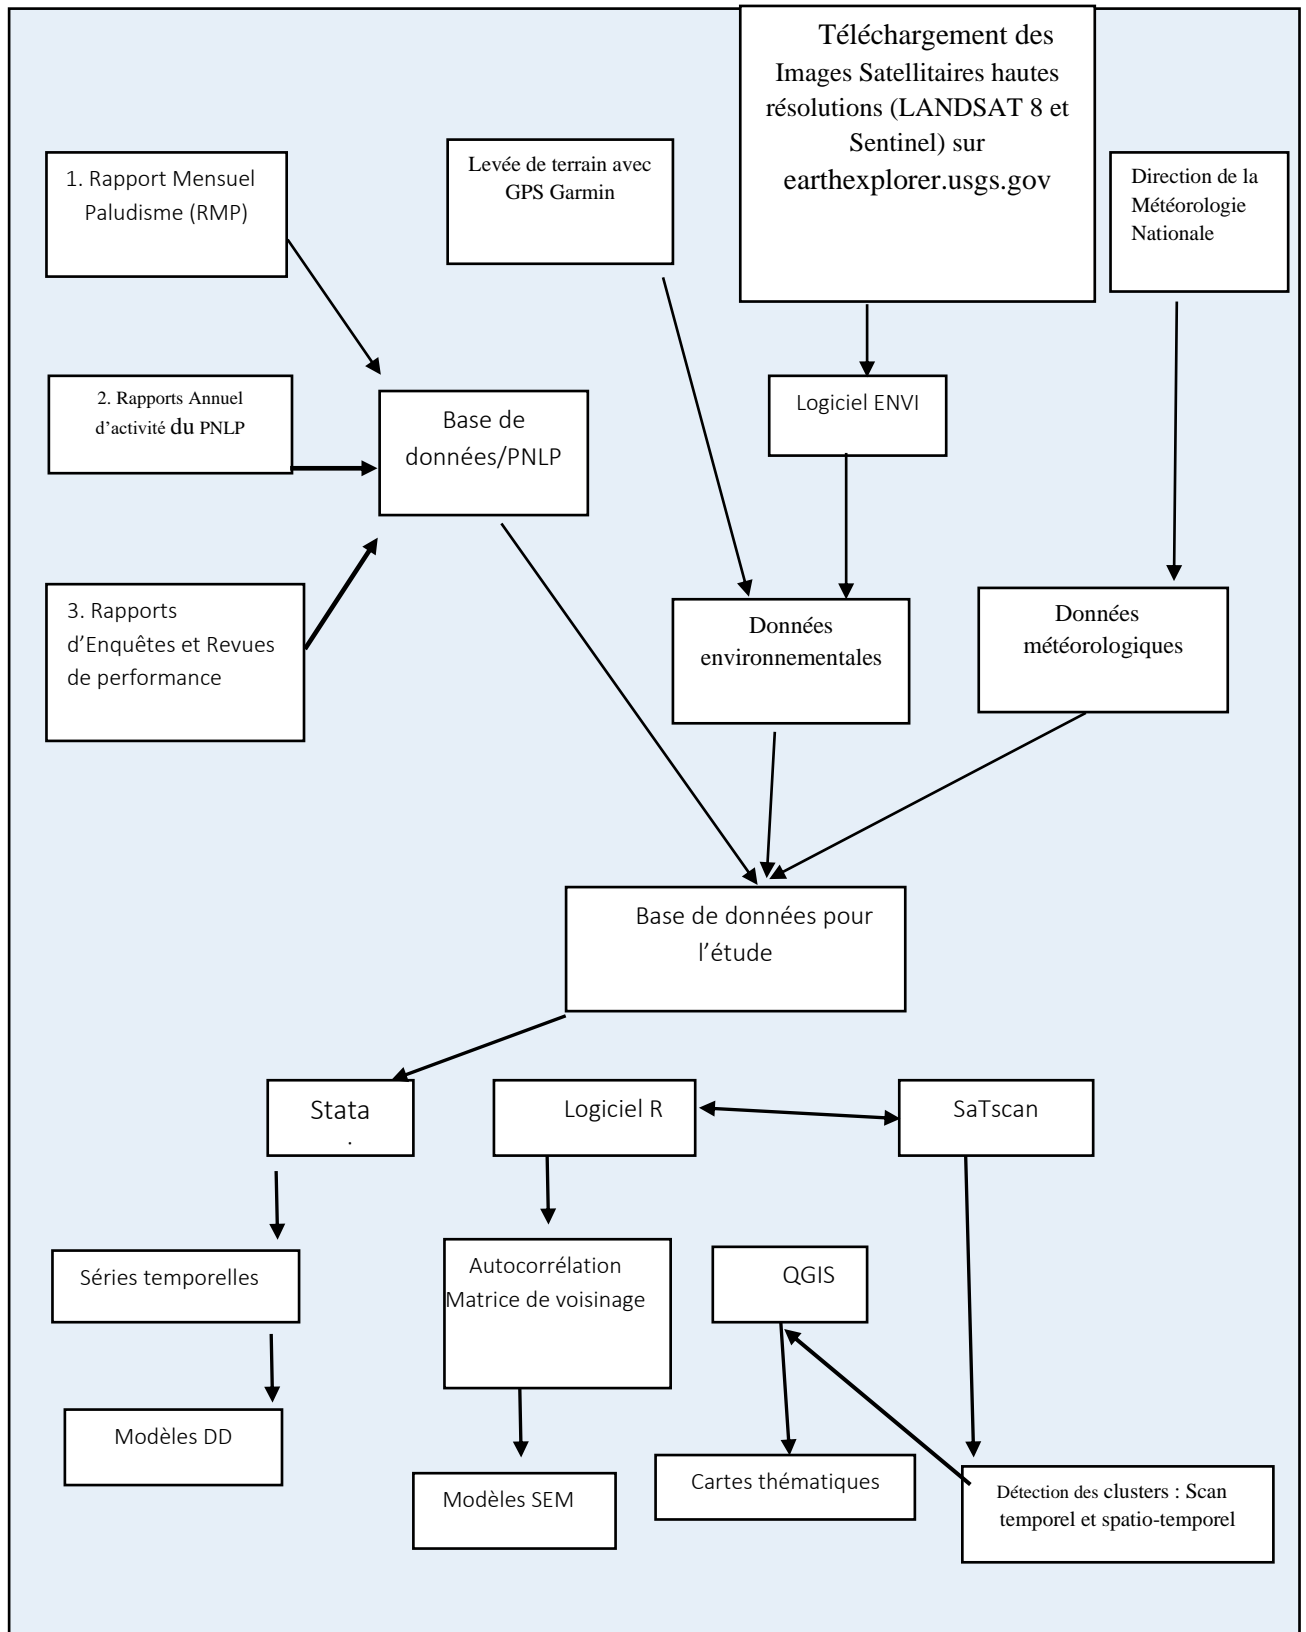 Téléchargement des
Images Satellitaires hautes
résolutions (LANDSAT 8 et
Sentinel) sur
earthexplorer.usgs.gov
Levée de terrain avec
GPS Garmin
1. Rapport Mensuel
Paludisme (RMP)
Direction de la
Météorologie
Nationale
2. Rapports Annuel
d’activité du PNLP
Base de
données/PNLP
Logiciel ENVI
3. Rapports
d’Enquêtes et Revues
de performance
Données
environnementales
Données
météorologiques
Base de données pour
l’étude
Stata
.
Logiciel R
SaTscan
Séries temporelles
Autocorrélation
Matrice de voisinage
QGIS
Modèles DD
Modèles SEM
Cartes thématiques
Détection des clusters : Scan
temporel et spatio-temporel